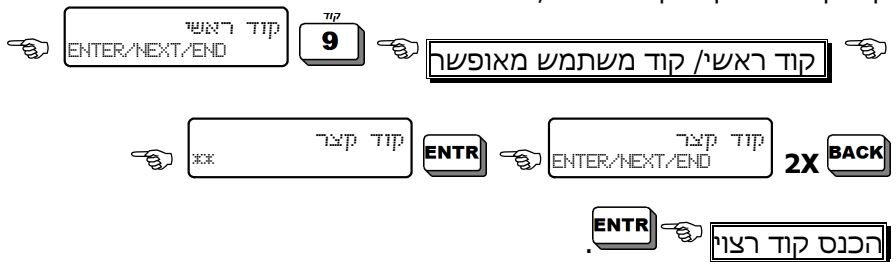 קוד ראשי/ קוד משתמש מאופשר קוד 9 קוד ראשי ENTER/NEXT/END
BACK 2X קוד קצר ENTER/NEXT/END ENTR קוד קצר **
הכנס קוד רצוי ENTR.